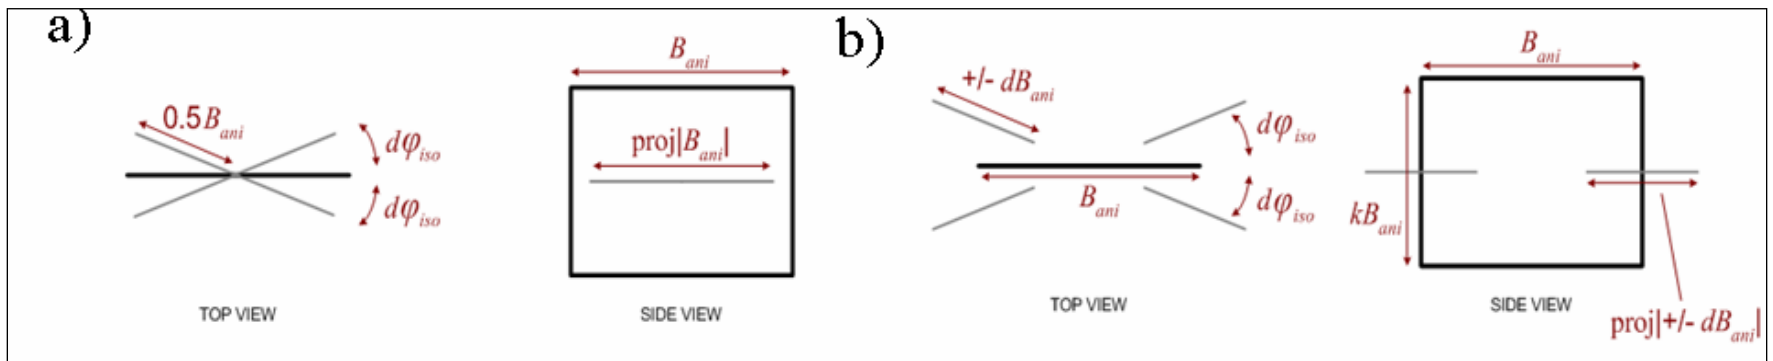 a)
0.5B_ani
dφ_iso
dφ_iso
TOP VIEW
B_ani
proj|B_ani|
SIDE VIEW
b)
+/- dB_ani
dφ_iso
B_ani
dφ_iso
TOP VIEW
B_ani
kB_ani
SIDE VIEW
proj|+/- dB_ani|